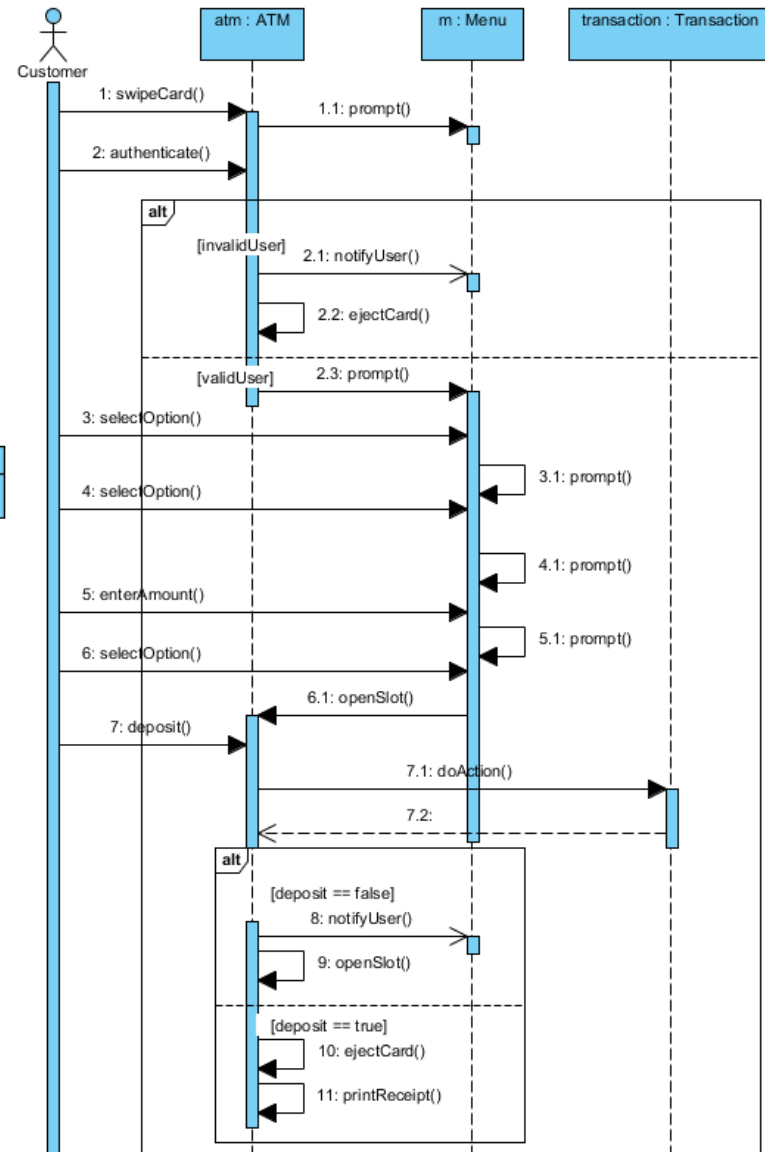 atm : ATM
m : Menu
transaction : Transaction
Customer
1: swipeCard()
1.1: prompt()
2: authenticate()
alt
[invalidUser]
2.1: notifyUser()
2.2: ejectCard()
[validUser]
2.3: prompt()
3: selectOption()
3.1: prompt()
4: selectOption()
4.1: prompt()
5: enterAmount()
5.1: prompt()
6: selectOption()
6.1: openSlot()
7: deposit()
7.1: doAction()
7.2:
alt
[deposit == false]
8: notifyUser()
9: openSlot()
[deposit == true]
10: ejectCard()
11: printReceipt()